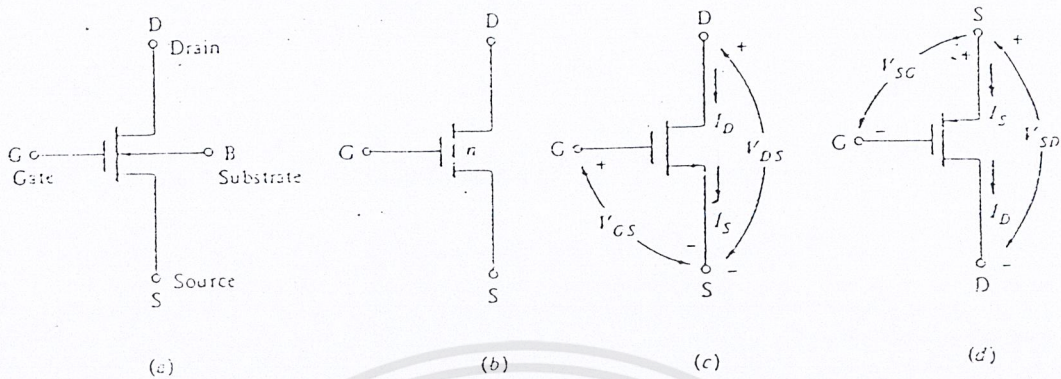 D
Drain
G
Gate
B
Substrate
S
Source
(a)
D
G
n
S
(b)
D
+
I_D
G
+
V_DS
V_GS
I_S
-
-
S
(c)
S
+
+
V_SG
I_S
G
-
V_SD
I_D
-
D
(d)